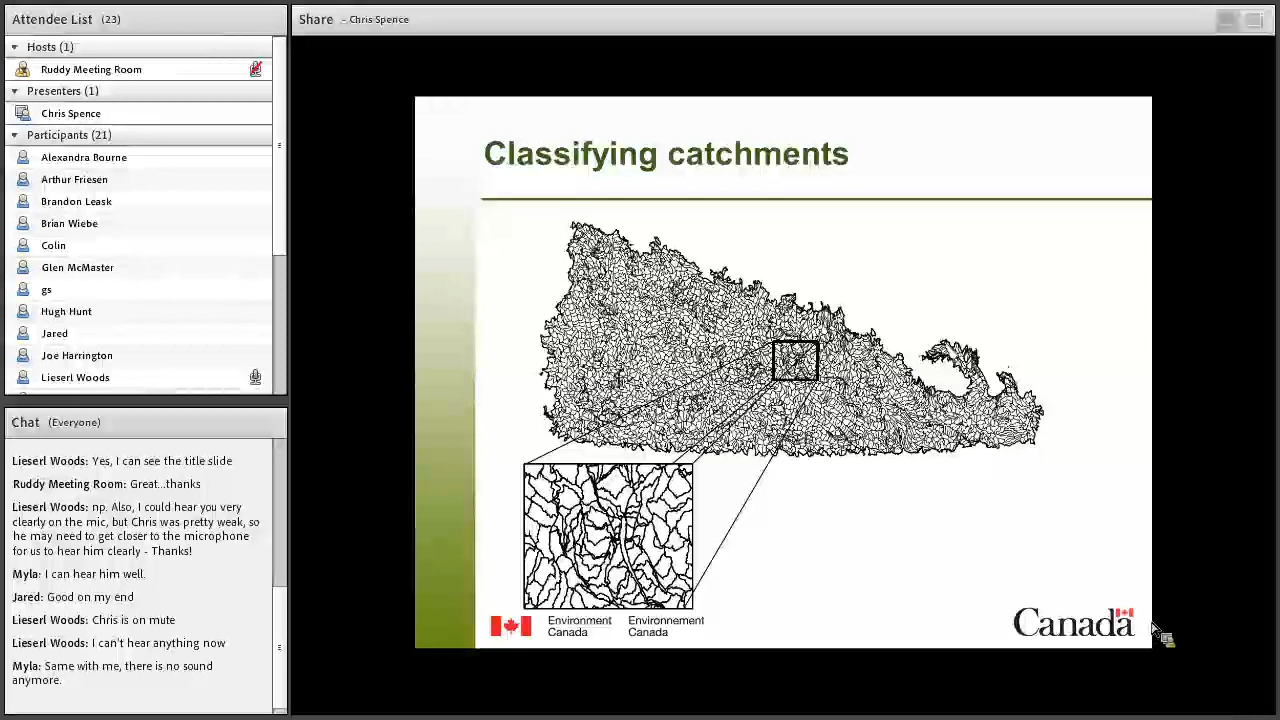 Attendee List (23)
Hosts (1)
Ruddy Meeting Room
Presenters (1)
Chris Spence
Participants (21)
Alexandra Bourne
Arthur Friesen
Brandon Leask
Brian Wiebe
Colin
Glen McMaster
gs
Hugh Hunt
Jared
Joe Harrington
Lieserl Woods
Chat (Everyone)
Lieserl Woods: Yes, I can see the title slide
Ruddy Meeting Room: Great...thanks
Lieserl Woods: np. Also, I could hear you very
clearly on the mic, but Chris was pretty weak, so
he may need to get closer to the microphone
for us to hear him clearly - Thanks!
Myla: I can hear him well.
Jared: Good on my end
Lieserl Woods: Chris is on mute
Lieserl Woods: I can't hear anything now
Myla: Same with me, there is no sound
anymore.
Share - Chris Spence
Classifying catchments
Environment
Canada
Environnement
Canada
Canada